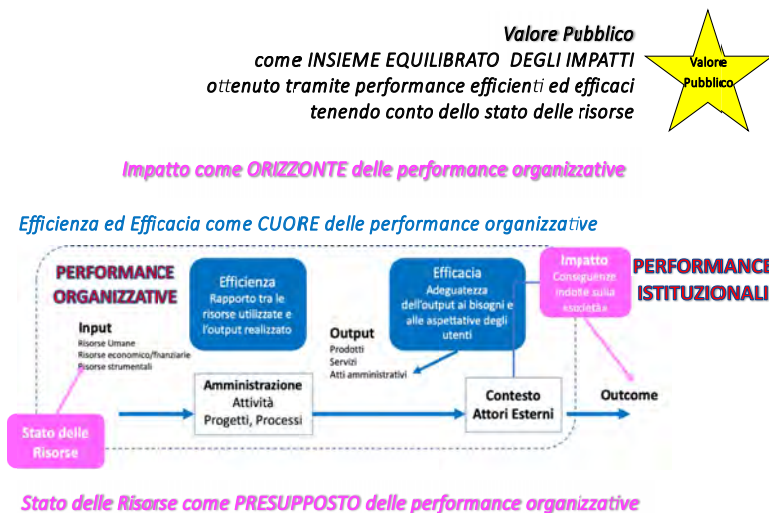 Valore Pubblico
come INSIEME EQUILIBRATO DEGLI IMPATTI
ottenuto tramite performance efficienti ed efficaci
tenendo conto dello stato delle risorse
Valore
Pubblico
Impatto come ORIZZONTE delle performance organizzative
Efficienza ed Efficacia come CUORE delle performance organizzative
PERFORMANCE
ORGANIZZATIVE
Efficienza
Rapporto tra le
risorse utilizzate e
l'output realizzato
Efficacia
Adeguatezza
dell'output ai bisogni e
alle aspettative degli
utenti
Impatto
Conseguenze
indotte sulla
«società»
PERFORMANCE
ISTITUZIONALI
Input
Risorse Umane
Risorse economico/finanziarie
Risorse strumentali
Output
Prodotti
Servizi
Atti amministrativi
Amministrazione
Attività
Progetti, Processi
Contesto
Attori Esterni
Outcome
Stato delle
Risorse
Stato delle Risorse come PRESUPPOSTO delle performance organizzative